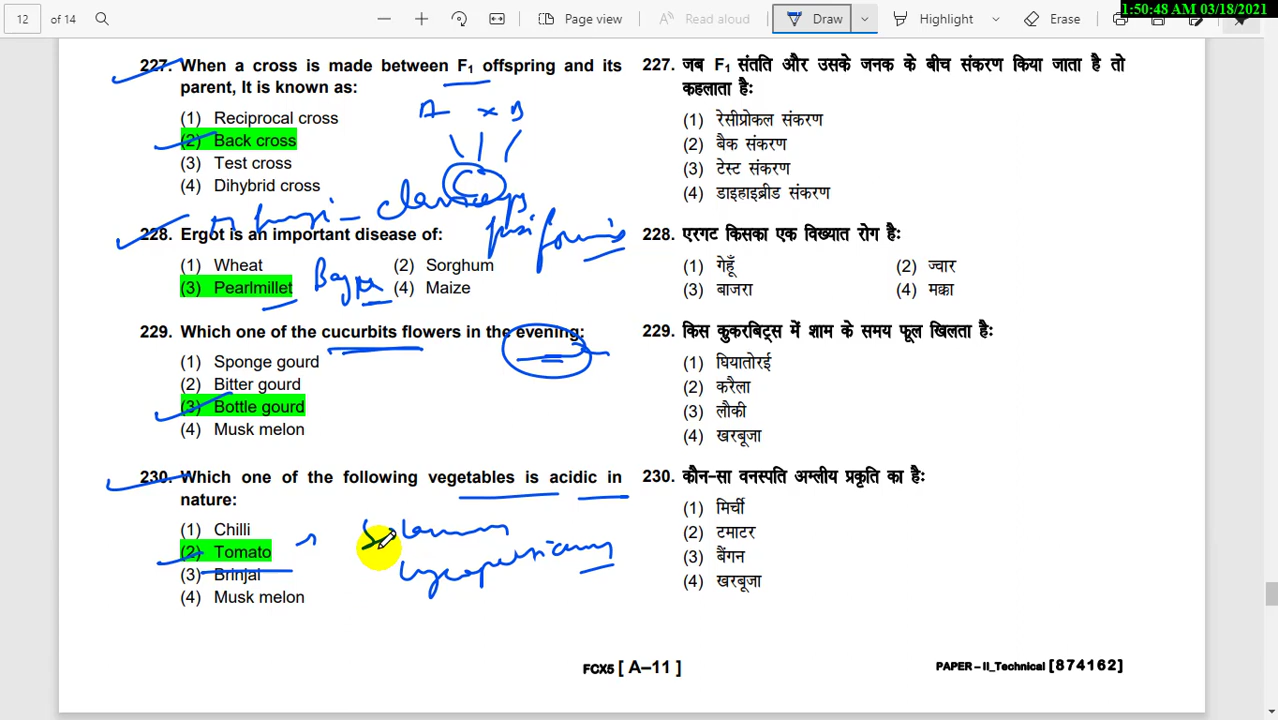 1:50:48 AM 03/18/2021
12 of 14
Page view
Read aloud
Draw
Highlight
Erase
227. When a cross is made between F₁ offspring and its
parent, It is known as:
(1) Reciprocal cross
(2) Back cross
(3) Test cross
(4) Dihybrid cross
A × B
fungi – claviceps
fusiformis
228. Ergot is an important disease of:
(1) Wheat
(2) Sorghum
(3) Pearlmillet
(4) Maize
229. Which one of the cucurbits flowers in the evening:
(1) Sponge gourd
(2) Bitter gourd
(3) Bottle gourd
(4) Musk melon
230. Which one of the following vegetables is acidic in
nature:
(1) Chilli
(2) Tomato
(3) Brinjal
(4) Musk melon
lycopersicum
227. जब F₁ संतति और उसके जनक के बीच संकरण किया जाता है तो
कहलाता है:
(1) रेसीप्रोकल संकरण
(2) बैक संकरण
(3) टेस्ट संकरण
(4) डाइहाइब्रीड संकरण
228. एरगट किसका एक विख्यात रोग है:
(1) गेहूँ
(2) ज्वार
(3) बाजरा
(4) मक्का
229. किस कुकरबिट्स में शाम के समय फूल खिलता है:
(1) घियातोरई
(2) करैला
(3) लौकी
(4) खरबूजा
230. कौन-सा वनस्पति अम्लीय प्रकृति का है:
(1) मिर्ची
(2) टमाटर
(3) बैंगन
(4) खरबूजा
FCX5 [ A–11 ]
PAPER – II_Technical [874162]